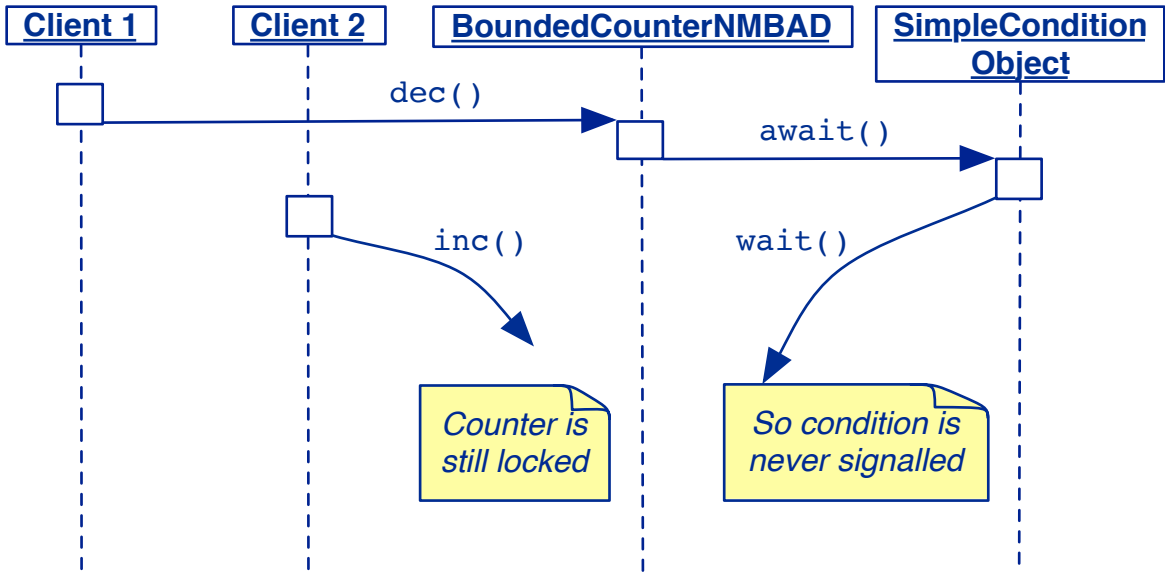 Client 1
Client 2
BoundedCounterNMBAD
SimpleCondition
Object
dec()
await()
inc()
wait()
Counter is
still locked
So condition is
never signalled